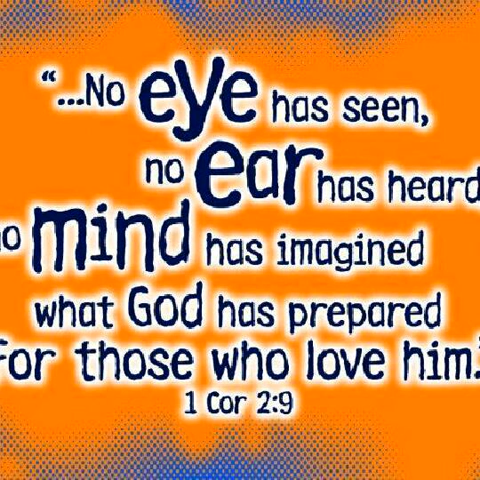 “...No eye has seen,
no ear has heard
no mind has imagined
what God has prepared
for those who love him.
1 Cor 2:9